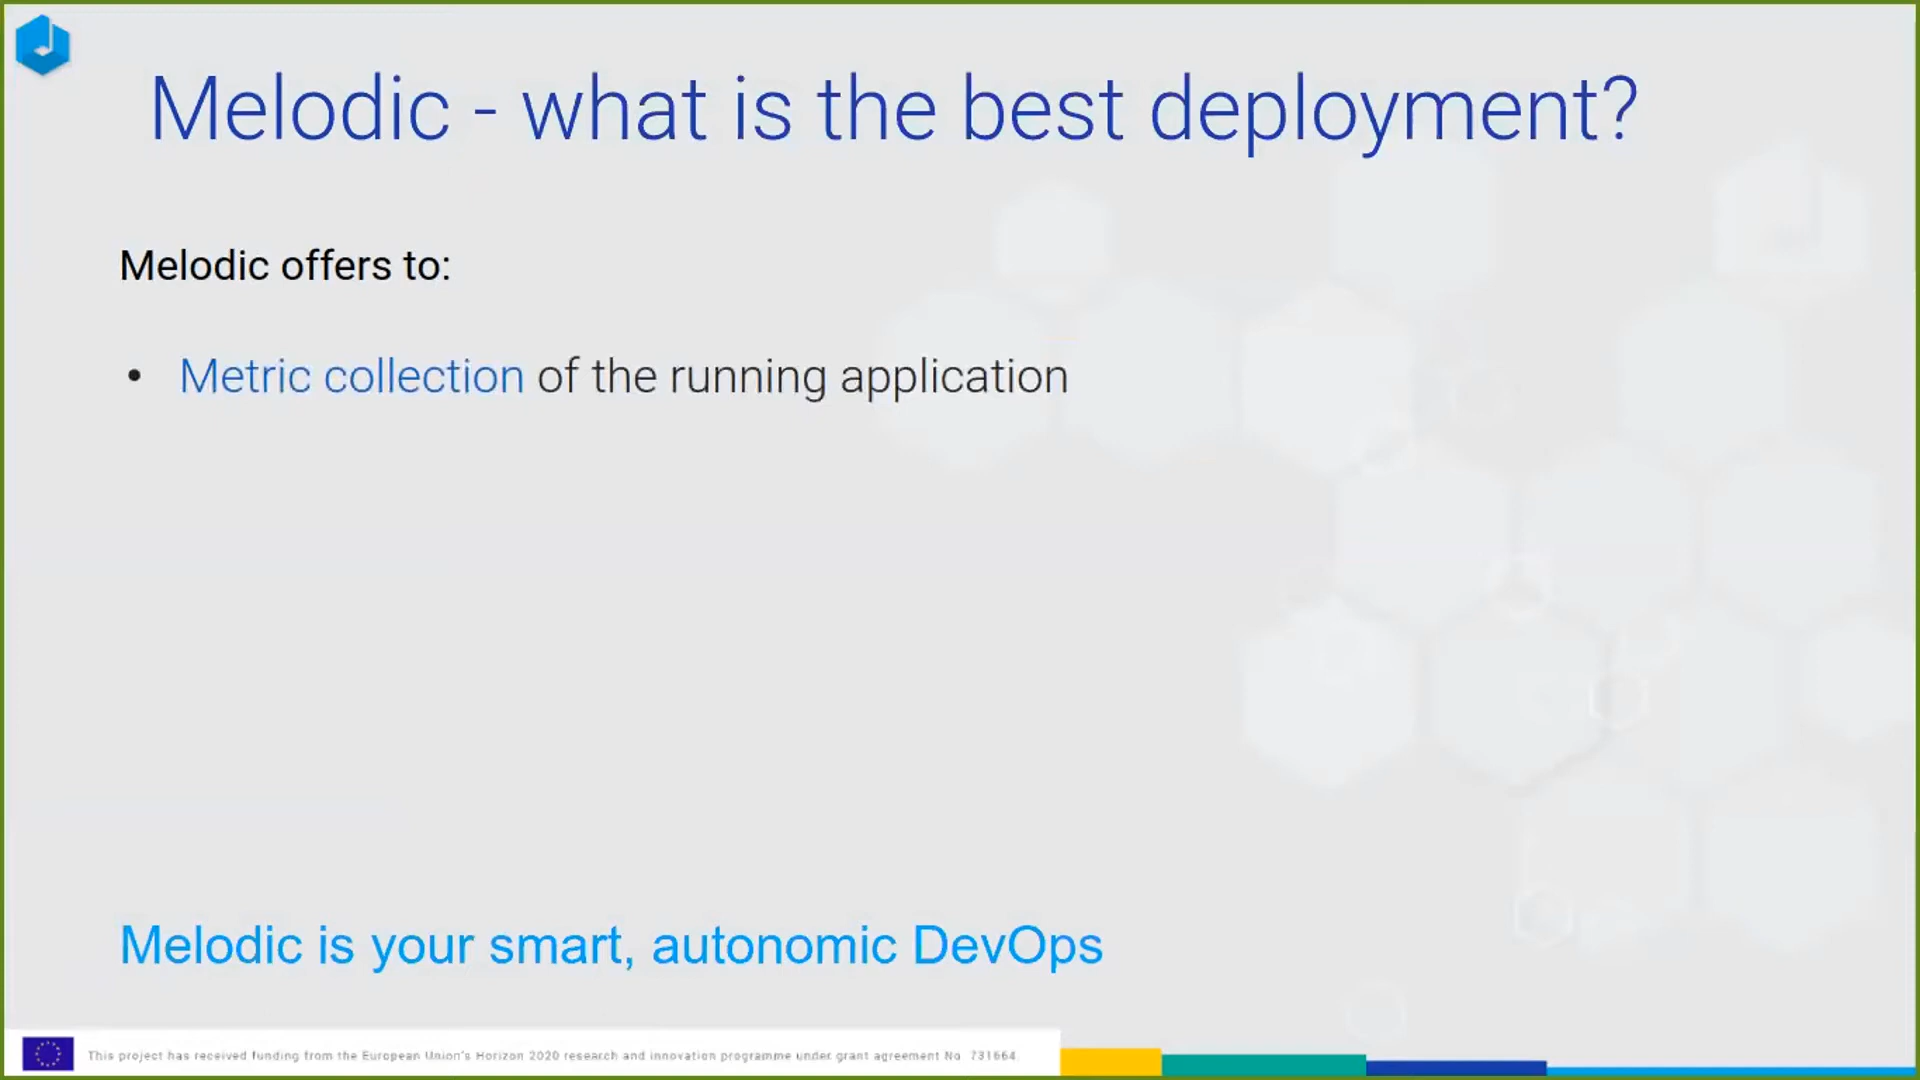 Melodic - what is the best deployment?
Melodic offers to:
• Metric collection of the running application
Melodic is your smart, autonomic DevOps
This project has received funding from the European Union's Horizon 2020 research and innovation programme under grant agreement No 731664